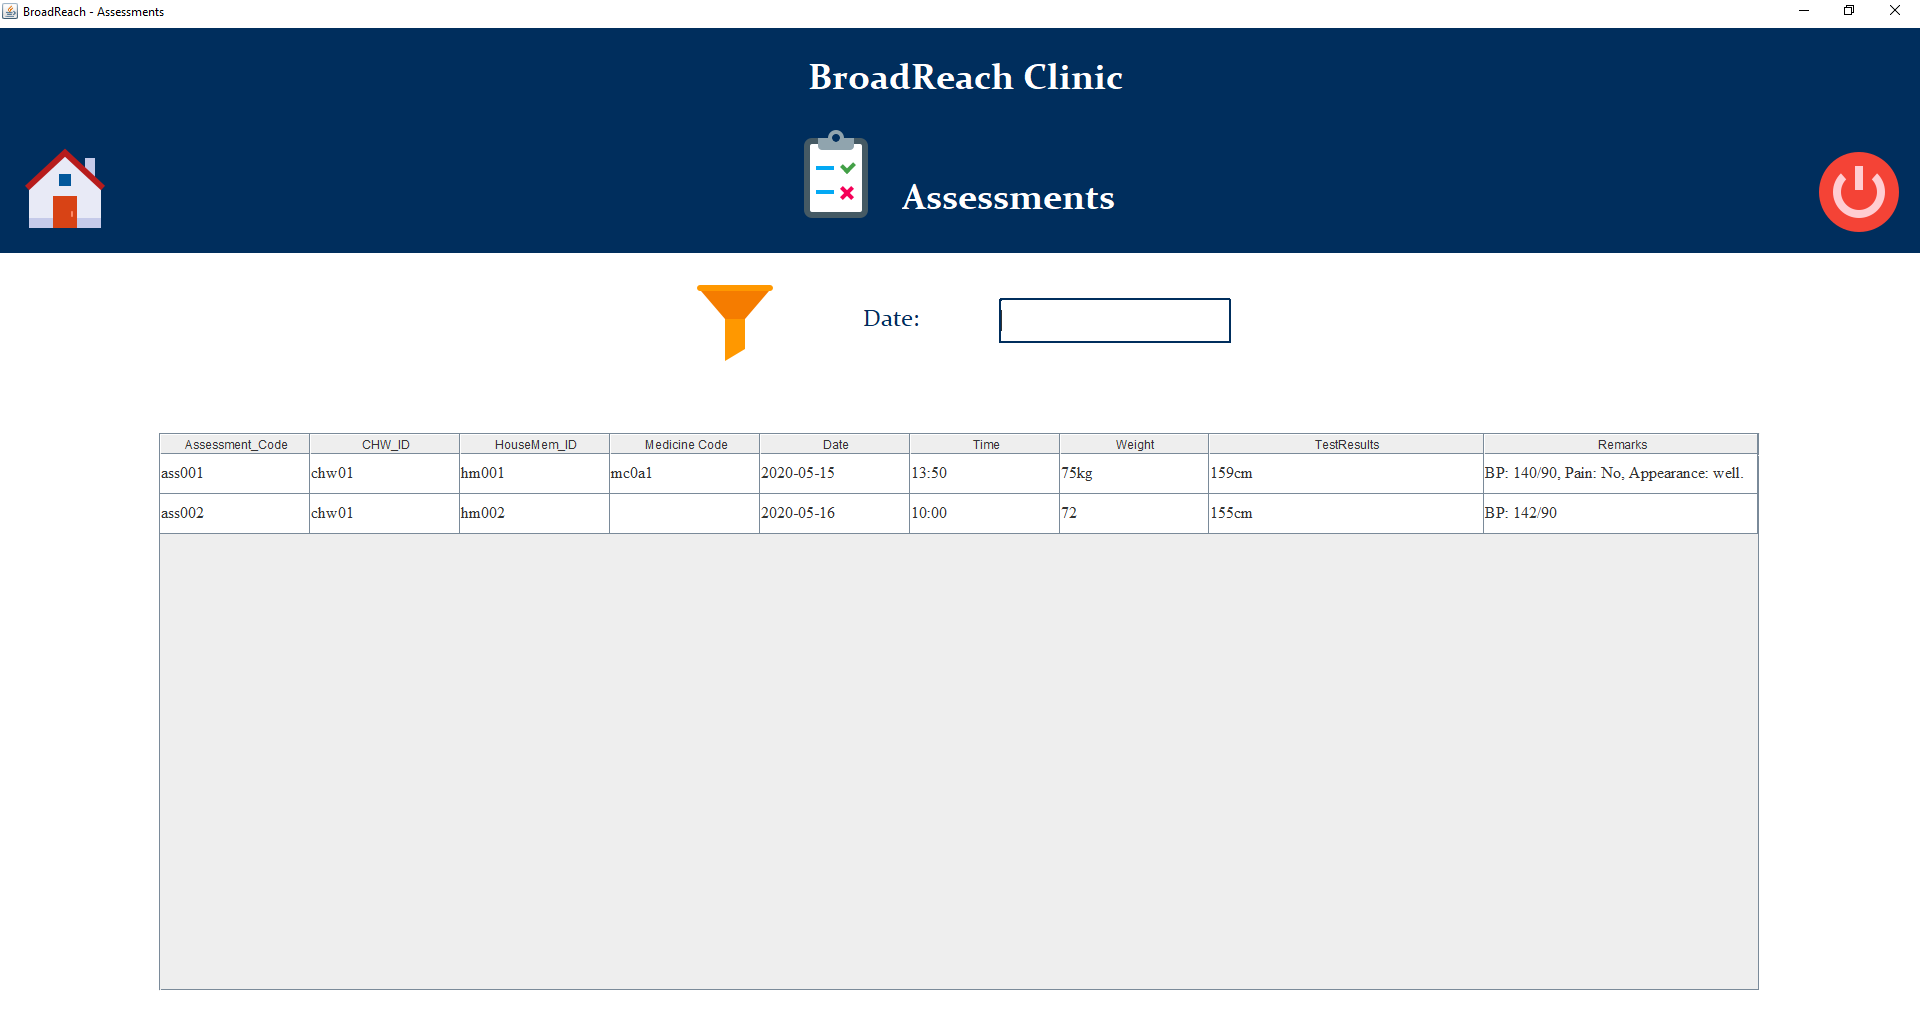 BroadReach - Assessments
BroadReach Clinic
Assessments
Date:
Assessment_Code CHW_ID HouseMem_ID Medicine Code Date Time Weight TestResults Remarks
ass001 chw01 hm001 mc0a1 2020-05-15 13:50 75kg 159cm BP: 140/90, Pain: No, Appearance: well.
ass002 chw01 hm002 2020-05-16 10:00 72 155cm BP: 142/90